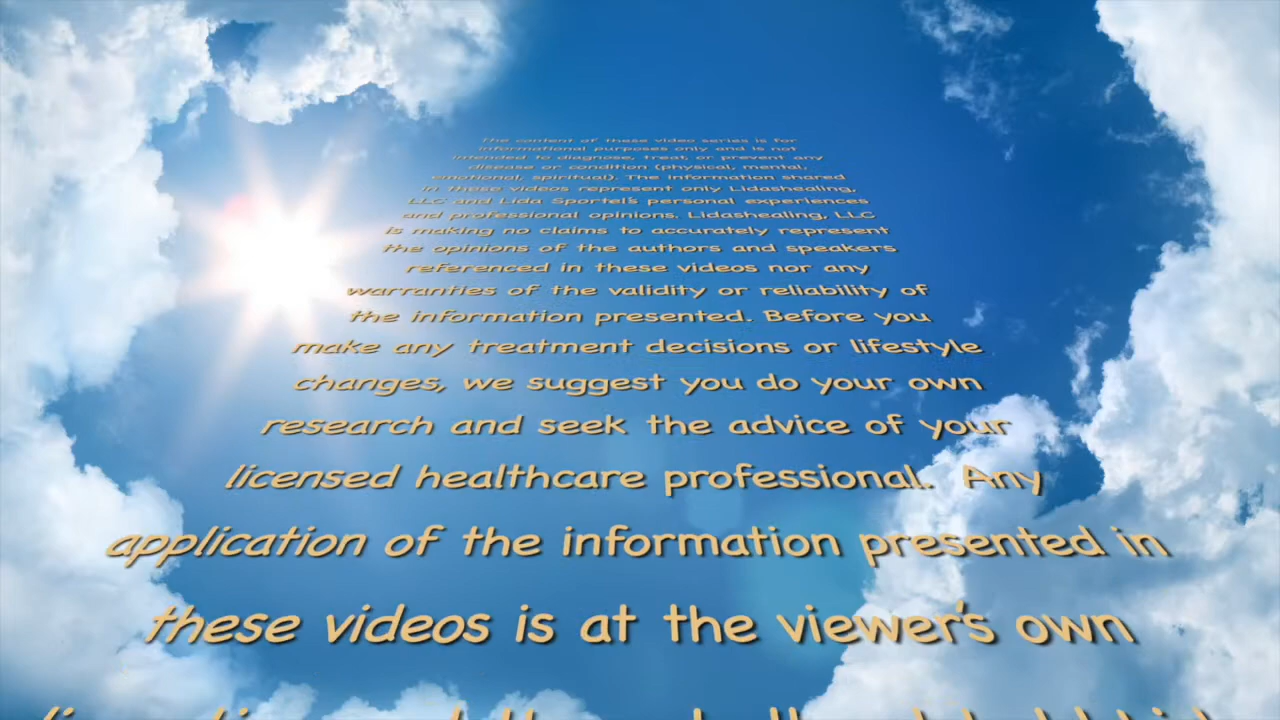 The content of these video series is for
informational purposes only and is not
intended to diagnose, treat, or prevent any
disease or condition (physical, mental,
emotional, spiritual). The information shared
in these videos represent only Lidashealing,
LLC and Lida Sportel's personal experiences
and professional opinions. Lidashealing, LLC
is making no claims to accurately represent
the opinions of the authors and speakers
referenced in these videos nor any
warranties of the validity or reliability of
the information presented. Before you
make any treatment decisions or lifestyle
changes, we suggest you do your own
research and seek the advice of your
licensed healthcare professional. Any
application of the information presented in
these videos is at the viewer's own